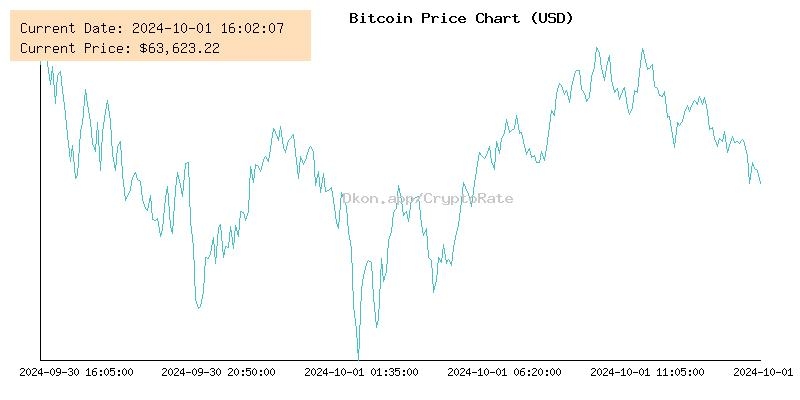 Bitcoin Price Chart (USD)
Current Date: 2024-10-01 16:02:07
Current Price: $63,623.22
Okon.app/CryptoRate
2024-09-30 16:05:00 2024-09-30 20:50:00 2024-10-01 01:35:00 2024-10-01 06:20:00 2024-10-01 11:05:00 2024-10-01